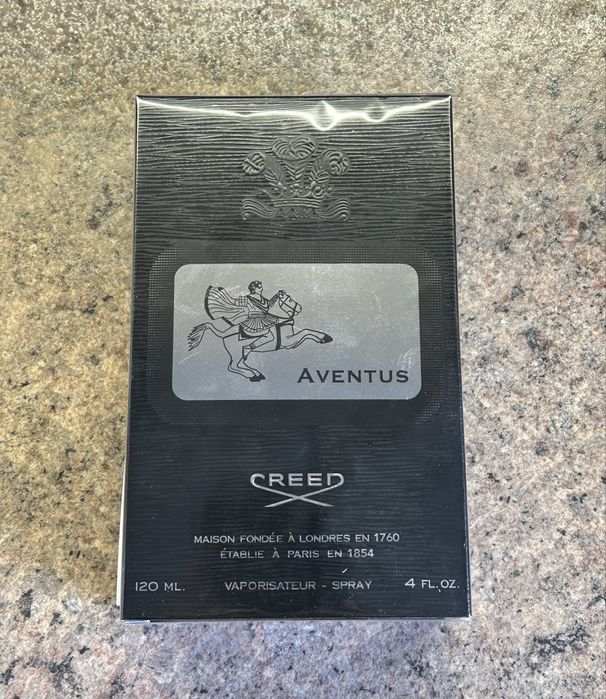 AVENTUS
CREED
MAISON FONDÉE À LONDRES EN 1760
ÉTABLIE À PARIS EN 1854
120 ML. VAPORISATEUR - SPRAY 4 FL.OZ.